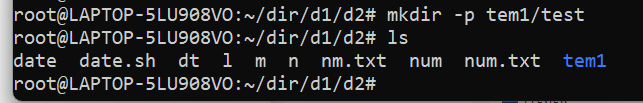 root@LAPTOP-5LU908VO:~/dir/d1/d2# mkdir -p tem1/test
root@LAPTOP-5LU908VO:~/dir/d1/d2# ls
date  date.sh  dt  l  m  n  nm.txt  num  num.txt  tem1
root@LAPTOP-5LU908VO:~/dir/d1/d2#